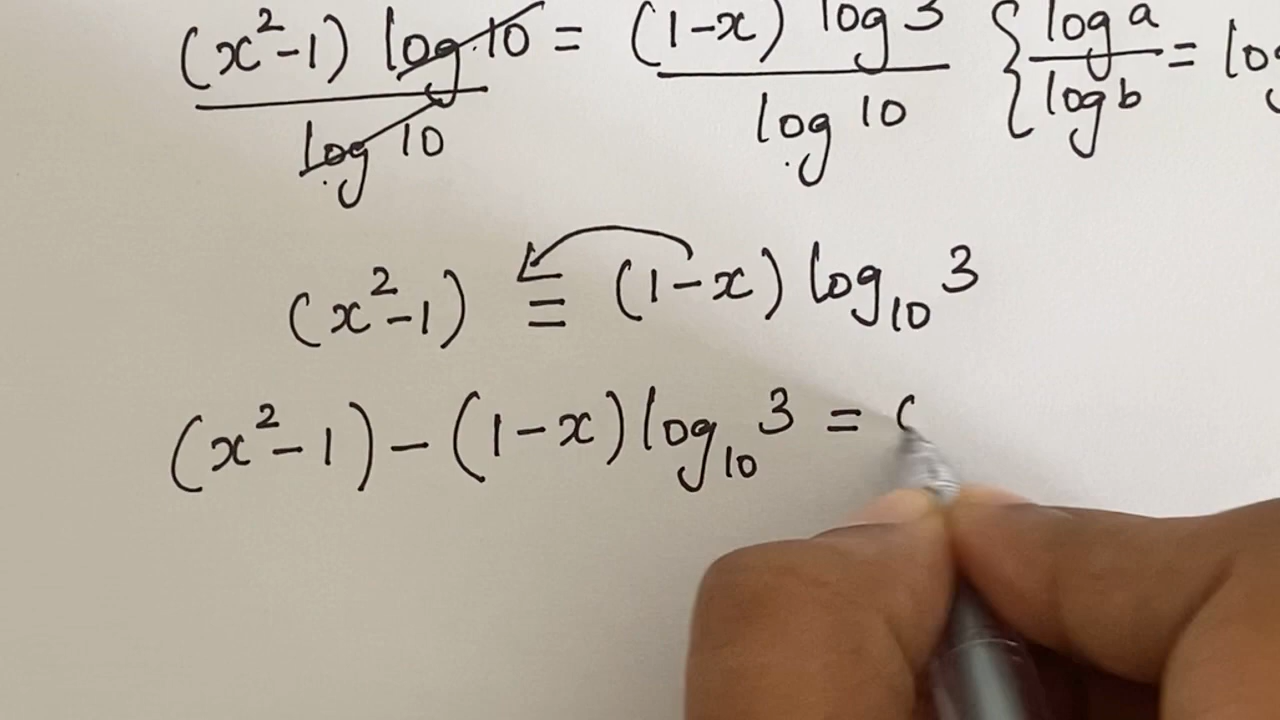 (x²-1) log 10 = (1-x) log 3 { log a = lo
log 10 log 10 log b
(x²-1) = (1-x) log₁₀ 3
(x²-1) - (1-x) log₁₀ 3 =